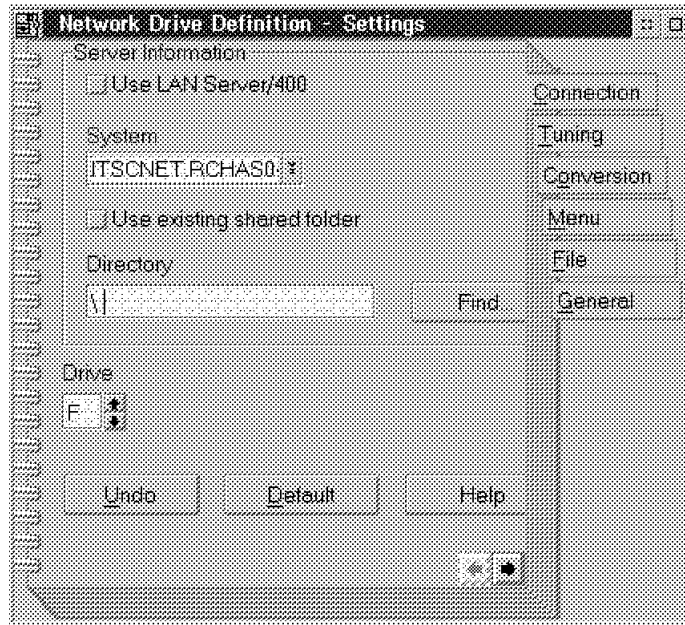 Network Drive Definition - Settings
Server Information
Use LAN Server/400
Connection
System
Tuning
ITSCNET.RCHAS0
Conversion
Use existing shared folder
Menu
Directory
File
\
Find
General
Drive
F
Undo
Default
Help